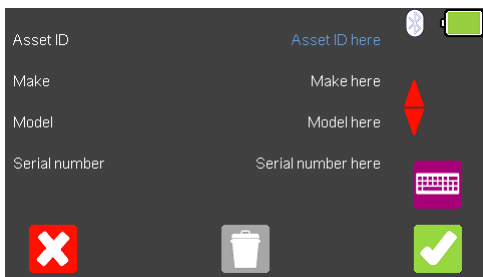 Asset ID Asset ID here
Make Make here
Model Model here
Serial number Serial number here